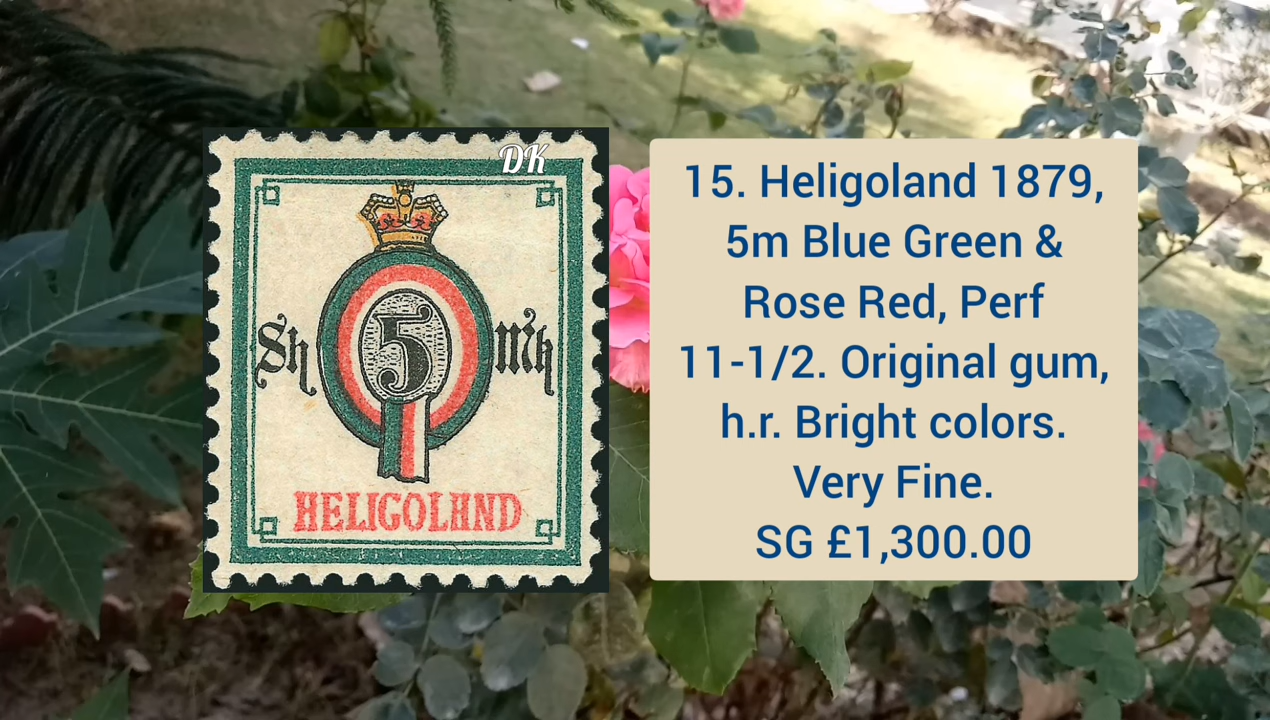 DK
5
Sh
Mk
HELIGOLAND
15. Heligoland 1879,
5m Blue Green &
Rose Red, Perf
11-1/2. Original gum,
h.r. Bright colors.
Very Fine.
SG £1,300.00